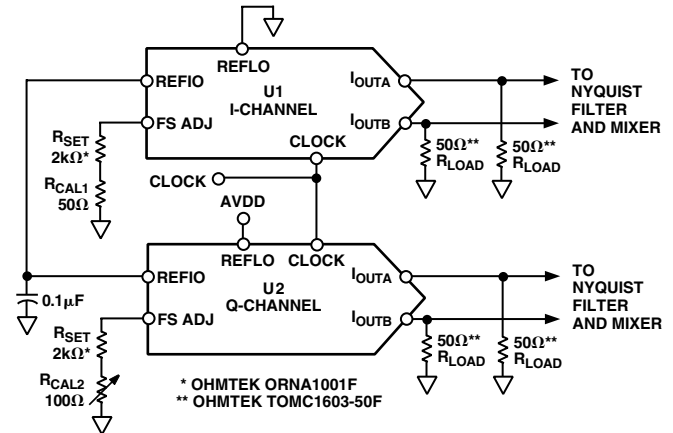 REFLO
REFIO
U1
I-CHANNEL
IOUTA
IOUTB
FS ADJ
CLOCK
TO
NYQUIST
FILTER
AND MIXER
RSET
2kΩ*
RCAL1
50Ω
50Ω**
RLOAD
50Ω**
RLOAD
CLOCK
AVDD
REFLO
CLOCK
REFIO
U2
Q-CHANNEL
IOUTA
IOUTB
FS ADJ
TO
NYQUIST
FILTER
AND MIXER
0.1μF
RSET
2kΩ*
RCAL2
100Ω
50Ω**
RLOAD
50Ω**
RLOAD
* OHMTEK ORNA1001F
** OHMTEK TOMC1603-50F